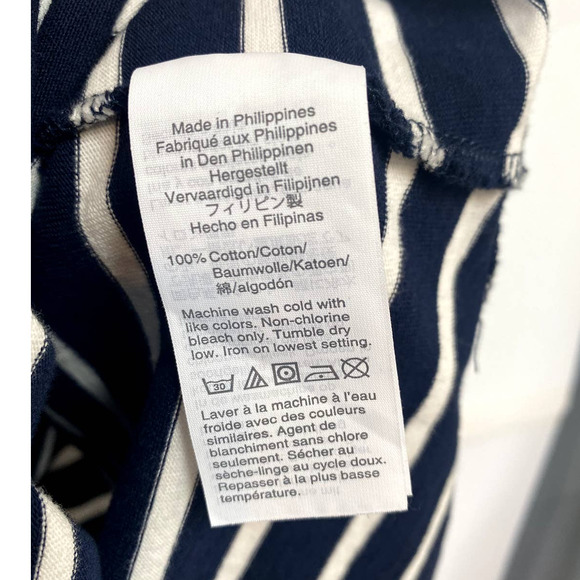 Made in Philippines
Fabriqué aux Philippines
in Den Philippinen
Hergestellt
Vervaardigd in Filipijnen
フィリピン製
Hecho en Filipinas
100% Cotton/Coton/
Baumwolle/Katoen/
綿/algodón
Machine wash cold with
like colors. Non-chlorine
bleach only. Tumble dry
low. Iron on lowest setting.
30
Laver à la machine à l'eau
froide avec des couleurs
similaires. Agent de
blanchiment sans chlore
seulement. Sécher au
sèche-linge au cycle doux.
Repasser à la plus basse
température.